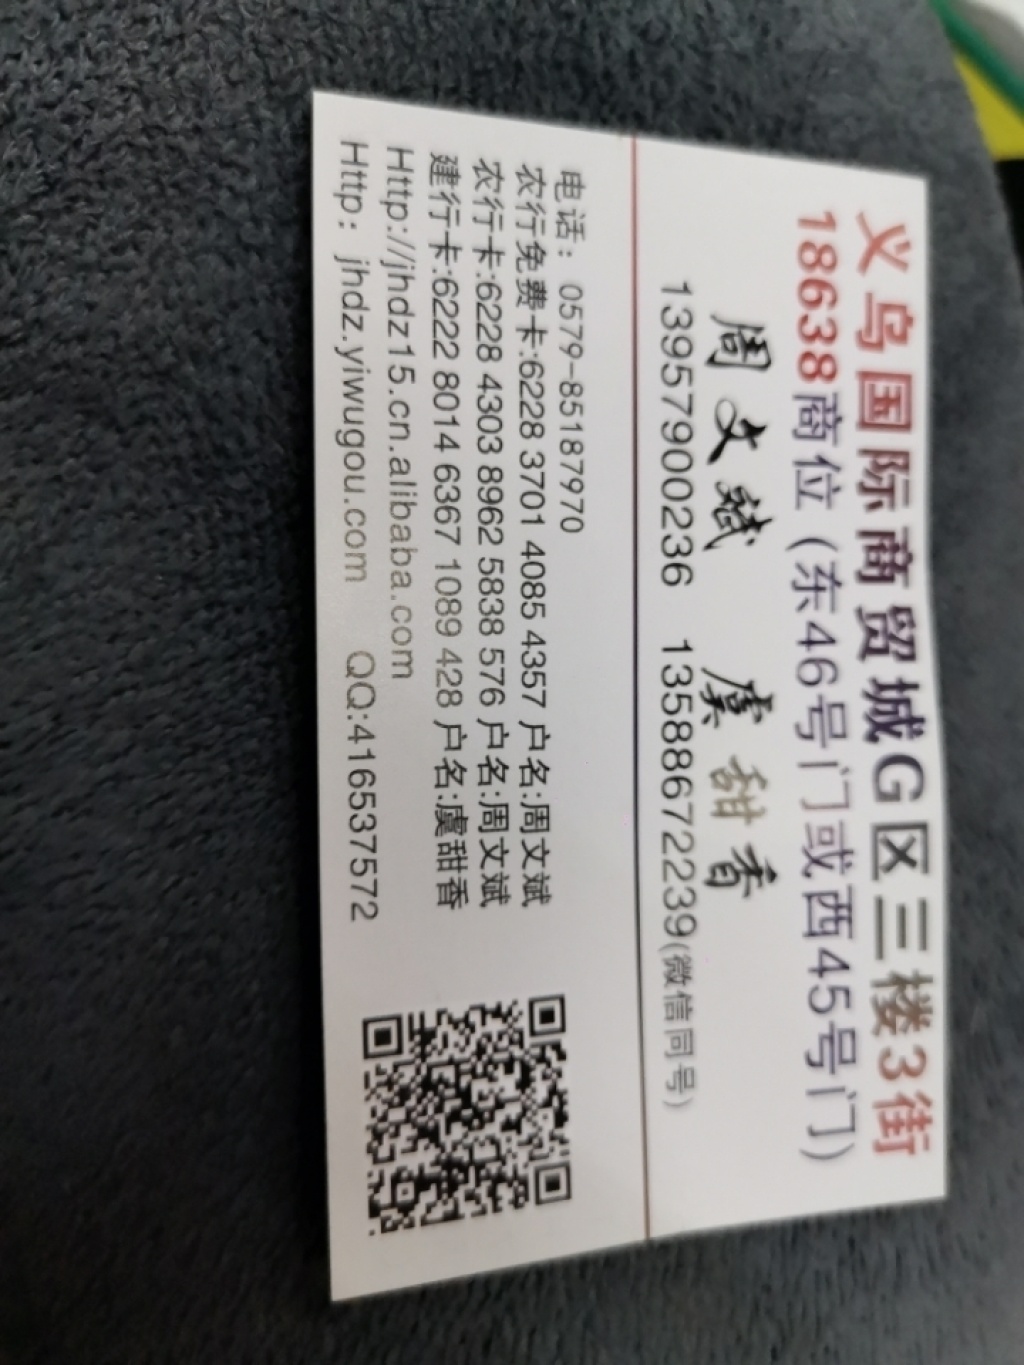 义乌国际商贸城G区三楼3街
18638商位（东46号门或西45号门）
周文斌 虞甜香
13957900236 13588672239(微信同号)
电话：0579-85187970
农行免费卡:6228 3701 4085 4357 户名:周文斌
农行卡:6228 4303 8962 5838 576 户名:周文斌
建行卡:6222 8014 6367 1089 428 户名:虞甜香
Http://jhdz15.cn.alibaba.com
Http：jhdz.yiwugou.com QQ:416537572